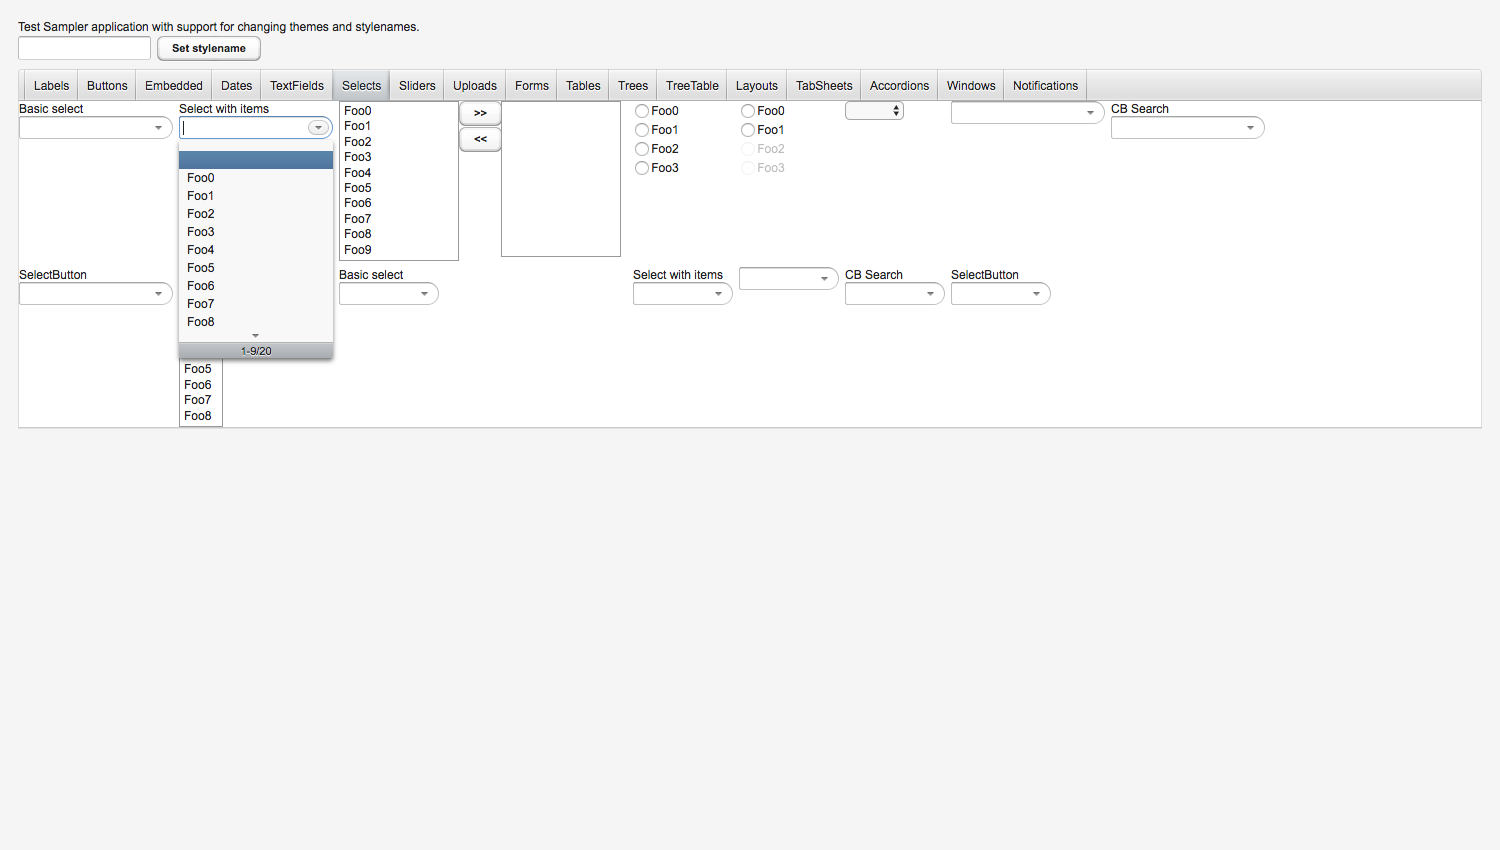 Test Sampler application with support for changing themes and stylenames.
Set stylename
Labels Buttons Embedded Dates TextFields Selects Sliders Uploads Forms Tables Trees TreeTable Layouts TabSheets Accordions Windows Notifications
Basic select
Select with items
Foo0
Foo1
Foo2
Foo3
Foo4
Foo5
Foo6
Foo7
Foo8
1-9/20
Foo0
Foo1
Foo2
Foo3
Foo4
Foo5
Foo6
Foo7
Foo8
Foo9
>>
<<
Foo0
Foo1
Foo2
Foo3
Foo0
Foo1
Foo2
Foo3
CB Search
SelectButton
Basic select
Select with items
CB Search
SelectButton
Foo5
Foo6
Foo7
Foo8